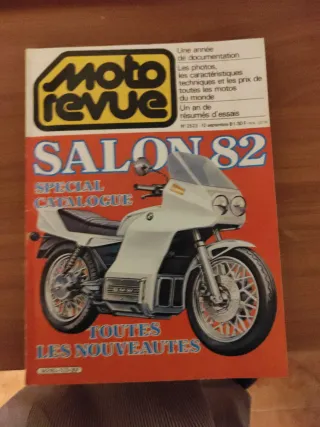 Moto
revue
Une année
de documentation
Les photos,
les caractéristiques
techniques et les prix de
toutes les motos
du monde
Un an de
résumés d'essais
SALON 82
SPECIAL
CATALOGUE
TOUTES
LES NOUVEAUTES